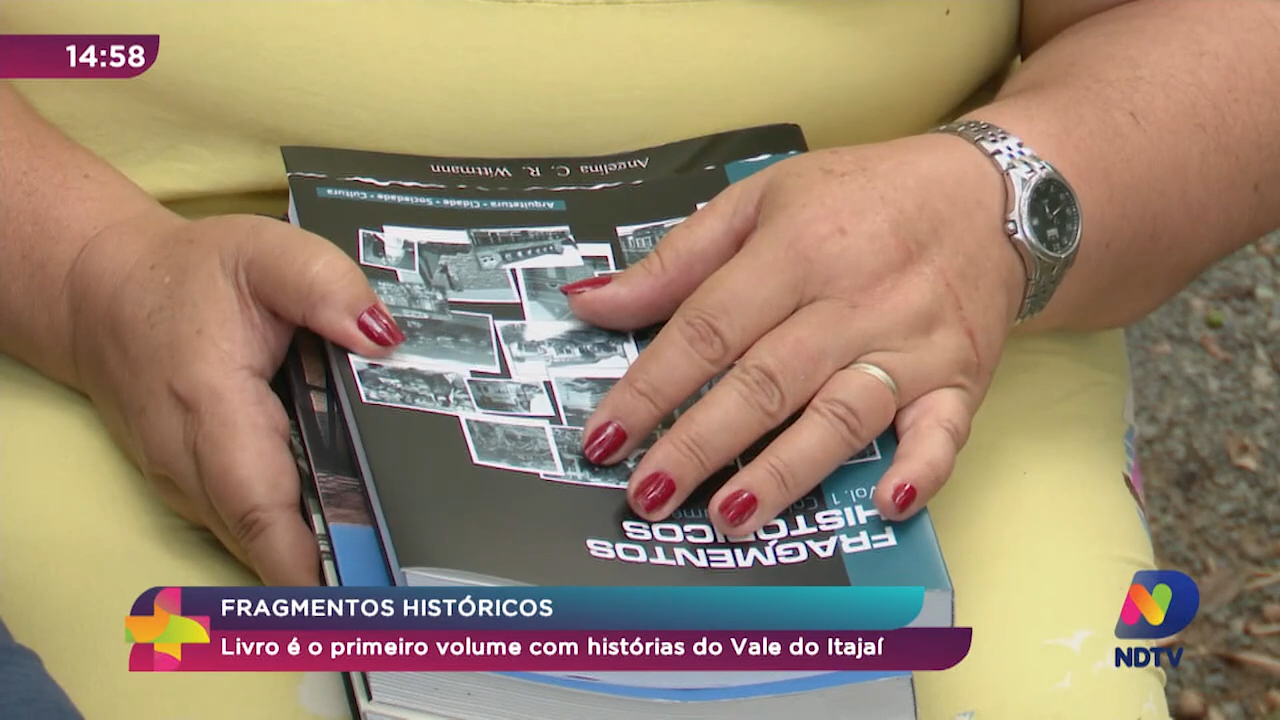 14:58
Angelina C. R. Wittmann
Arquitetura - Cidade - Sociedade - Cultura
Vol. 1
FRAGMENTOS
HISTÓRICOS
FRAGMENTOS HISTÓRICOS
Livro é o primeiro volume com histórias do Vale do Itajaí
NDTV